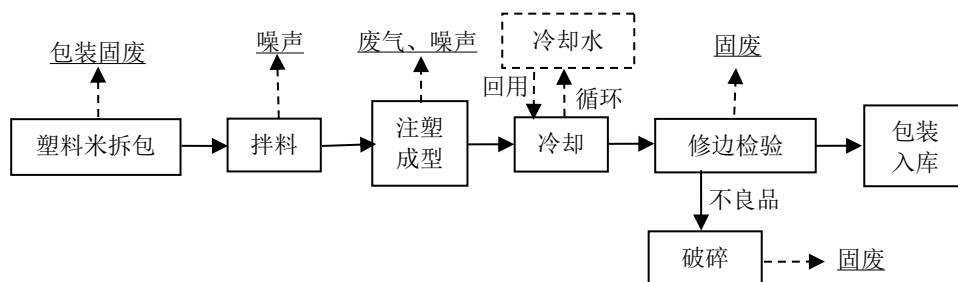 包装固废
噪声
废气、噪声
冷却水
固废
回用
循环
塑料米拆包
拌料
注塑
成型
冷却
修边检验
包装
入库
不良品
破碎
固废